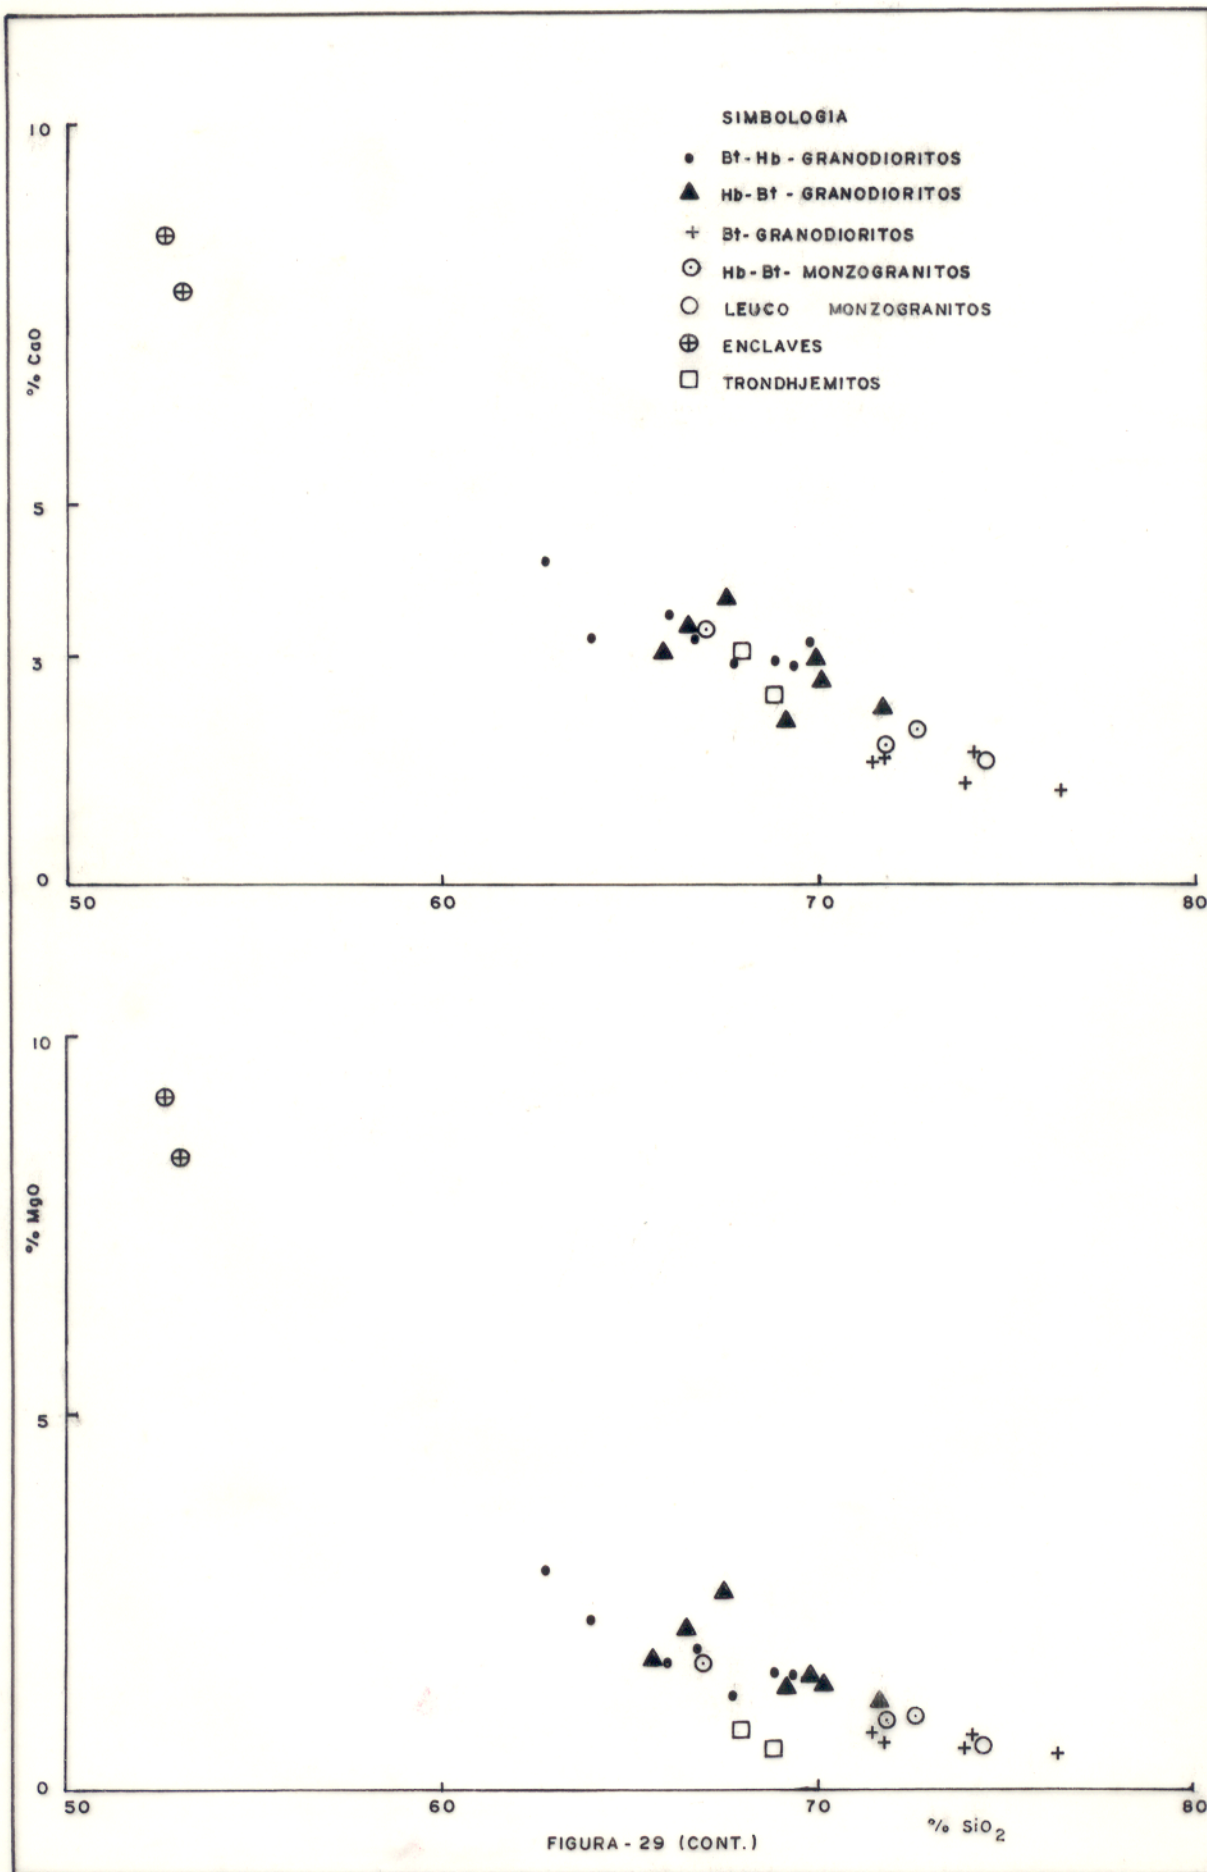 SIMBOLOGIA
Bt-Hb-GRANODIORITOS
Hb-Bt-GRANODIORITOS
Bt-GRANODIORITOS
Hb-Bt-MONZOGRANITOS
LEUCO MONZOGRANITOS
ENCLAVES
TRONDHJEMITOS
10
% CaO
5
3
0
50 60 70 80
10
% MgO
5
0
50 60 70 80
% SiO2
FIGURA-29 (CONT.)